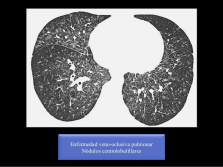 Enfermedad veno-oclusiva pulmonar
Nódulos centrolobulillares